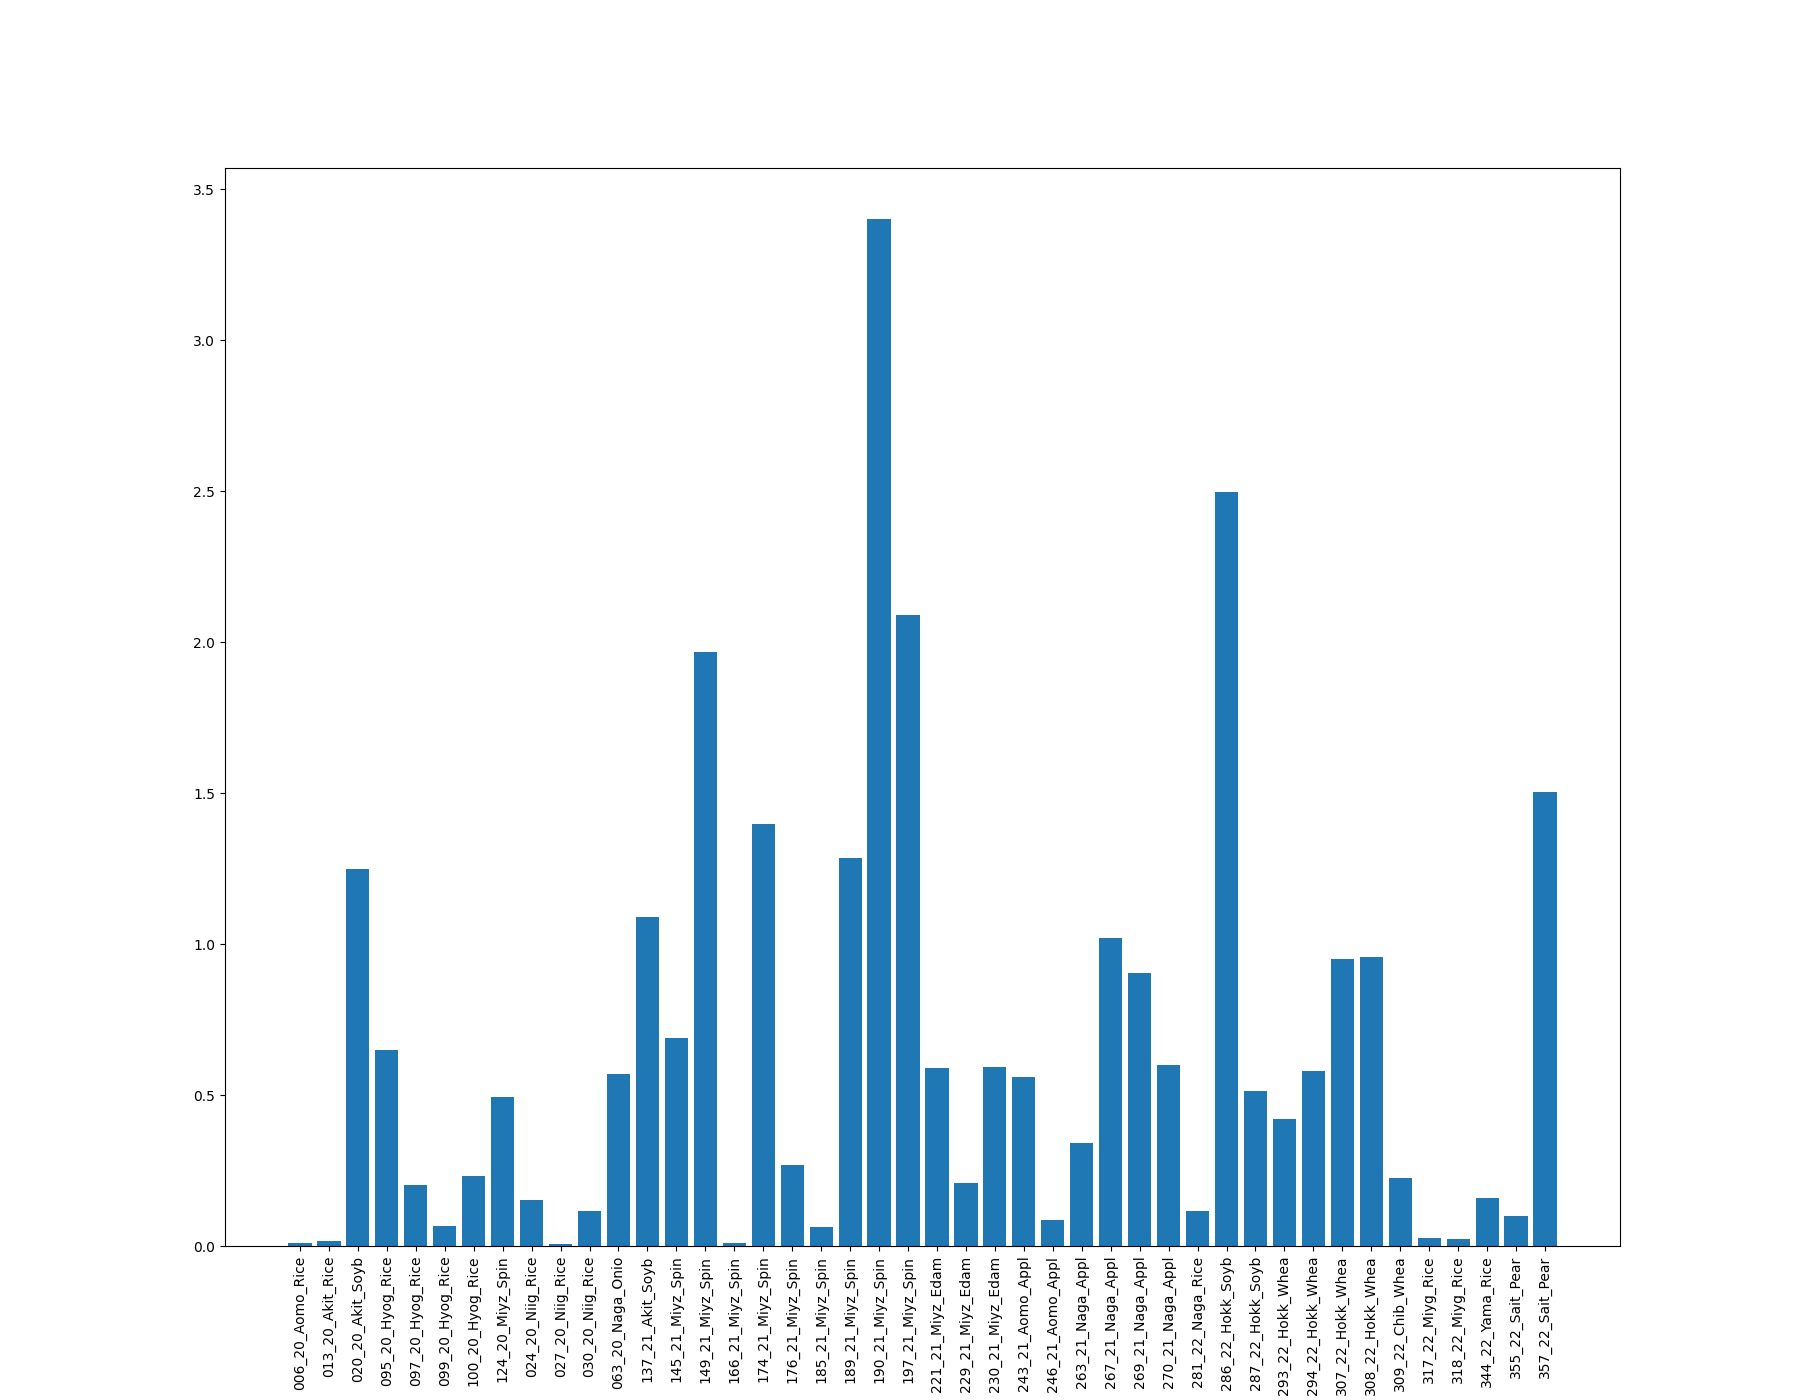 3.5
3.0
2.5
2.0
1.5
1.0
0.5
0.0
006_20_Aomo_Rice
013_20_Akit_Rice
020_20_Akit_Soyb
095_20_Hyog_Rice
097_20_Hyog_Rice
099_20_Hyog_Rice
100_20_Hyog_Rice
124_20_Miyz_Spin
024_20_Niig_Rice
027_20_Niig_Rice
030_20_Niig_Rice
063_20_Naga_Onio
137_21_Akit_Soyb
145_21_Miyz_Spin
149_21_Miyz_Spin
166_21_Miyz_Spin
174_21_Miyz_Spin
176_21_Miyz_Spin
185_21_Miyz_Spin
189_21_Miyz_Spin
190_21_Miyz_Spin
197_21_Miyz_Spin
221_21_Miyz_Edam
229_21_Miyz_Edam
230_21_Miyz_Edam
243_21_Aomo_Appl
246_21_Aomo_Appl
263_21_Naga_Appl
267_21_Naga_Appl
269_21_Naga_Appl
270_21_Naga_Appl
281_22_Naga_Rice
286_22_Hokk_Soyb
287_22_Hokk_Soyb
293_22_Hokk_Whea
294_22_Hokk_Whea
307_22_Hokk_Whea
308_22_Hokk_Whea
309_22_Chib_Whea
317_22_Miyg_Rice
318_22_Miyg_Rice
344_22_Yama_Rice
355_22_Sait_Pear
357_22_Sait_Pear